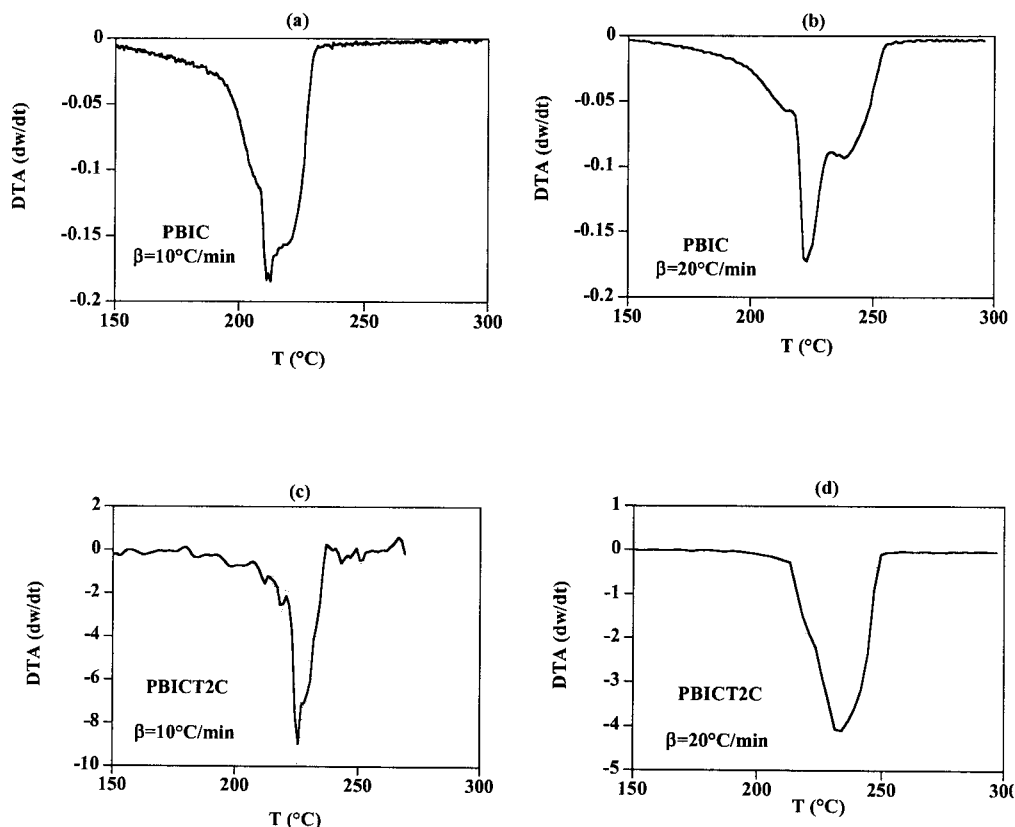 (a)
0
-0.05
-0.1
-0.15
-0.2
DTA (dw/dt)
PBIC
β=10°C/min
150
200
250
300
T (°C)
(b)
0
-0.05
-0.1
-0.15
-0.2
DTA (dw/dt)
PBIC
β=20°C/min
150
200
250
300
T (°C)
(c)
2
0
-2
-4
-6
-8
-10
DTA (dw/dt)
PBICT2C
β=10°C/min
150
200
250
300
T (°C)
(d)
1
0
-1
-2
-3
-4
-5
DTA (dw/dt)
PBICT2C
β=20°C/min
150
200
250
300
T (°C)